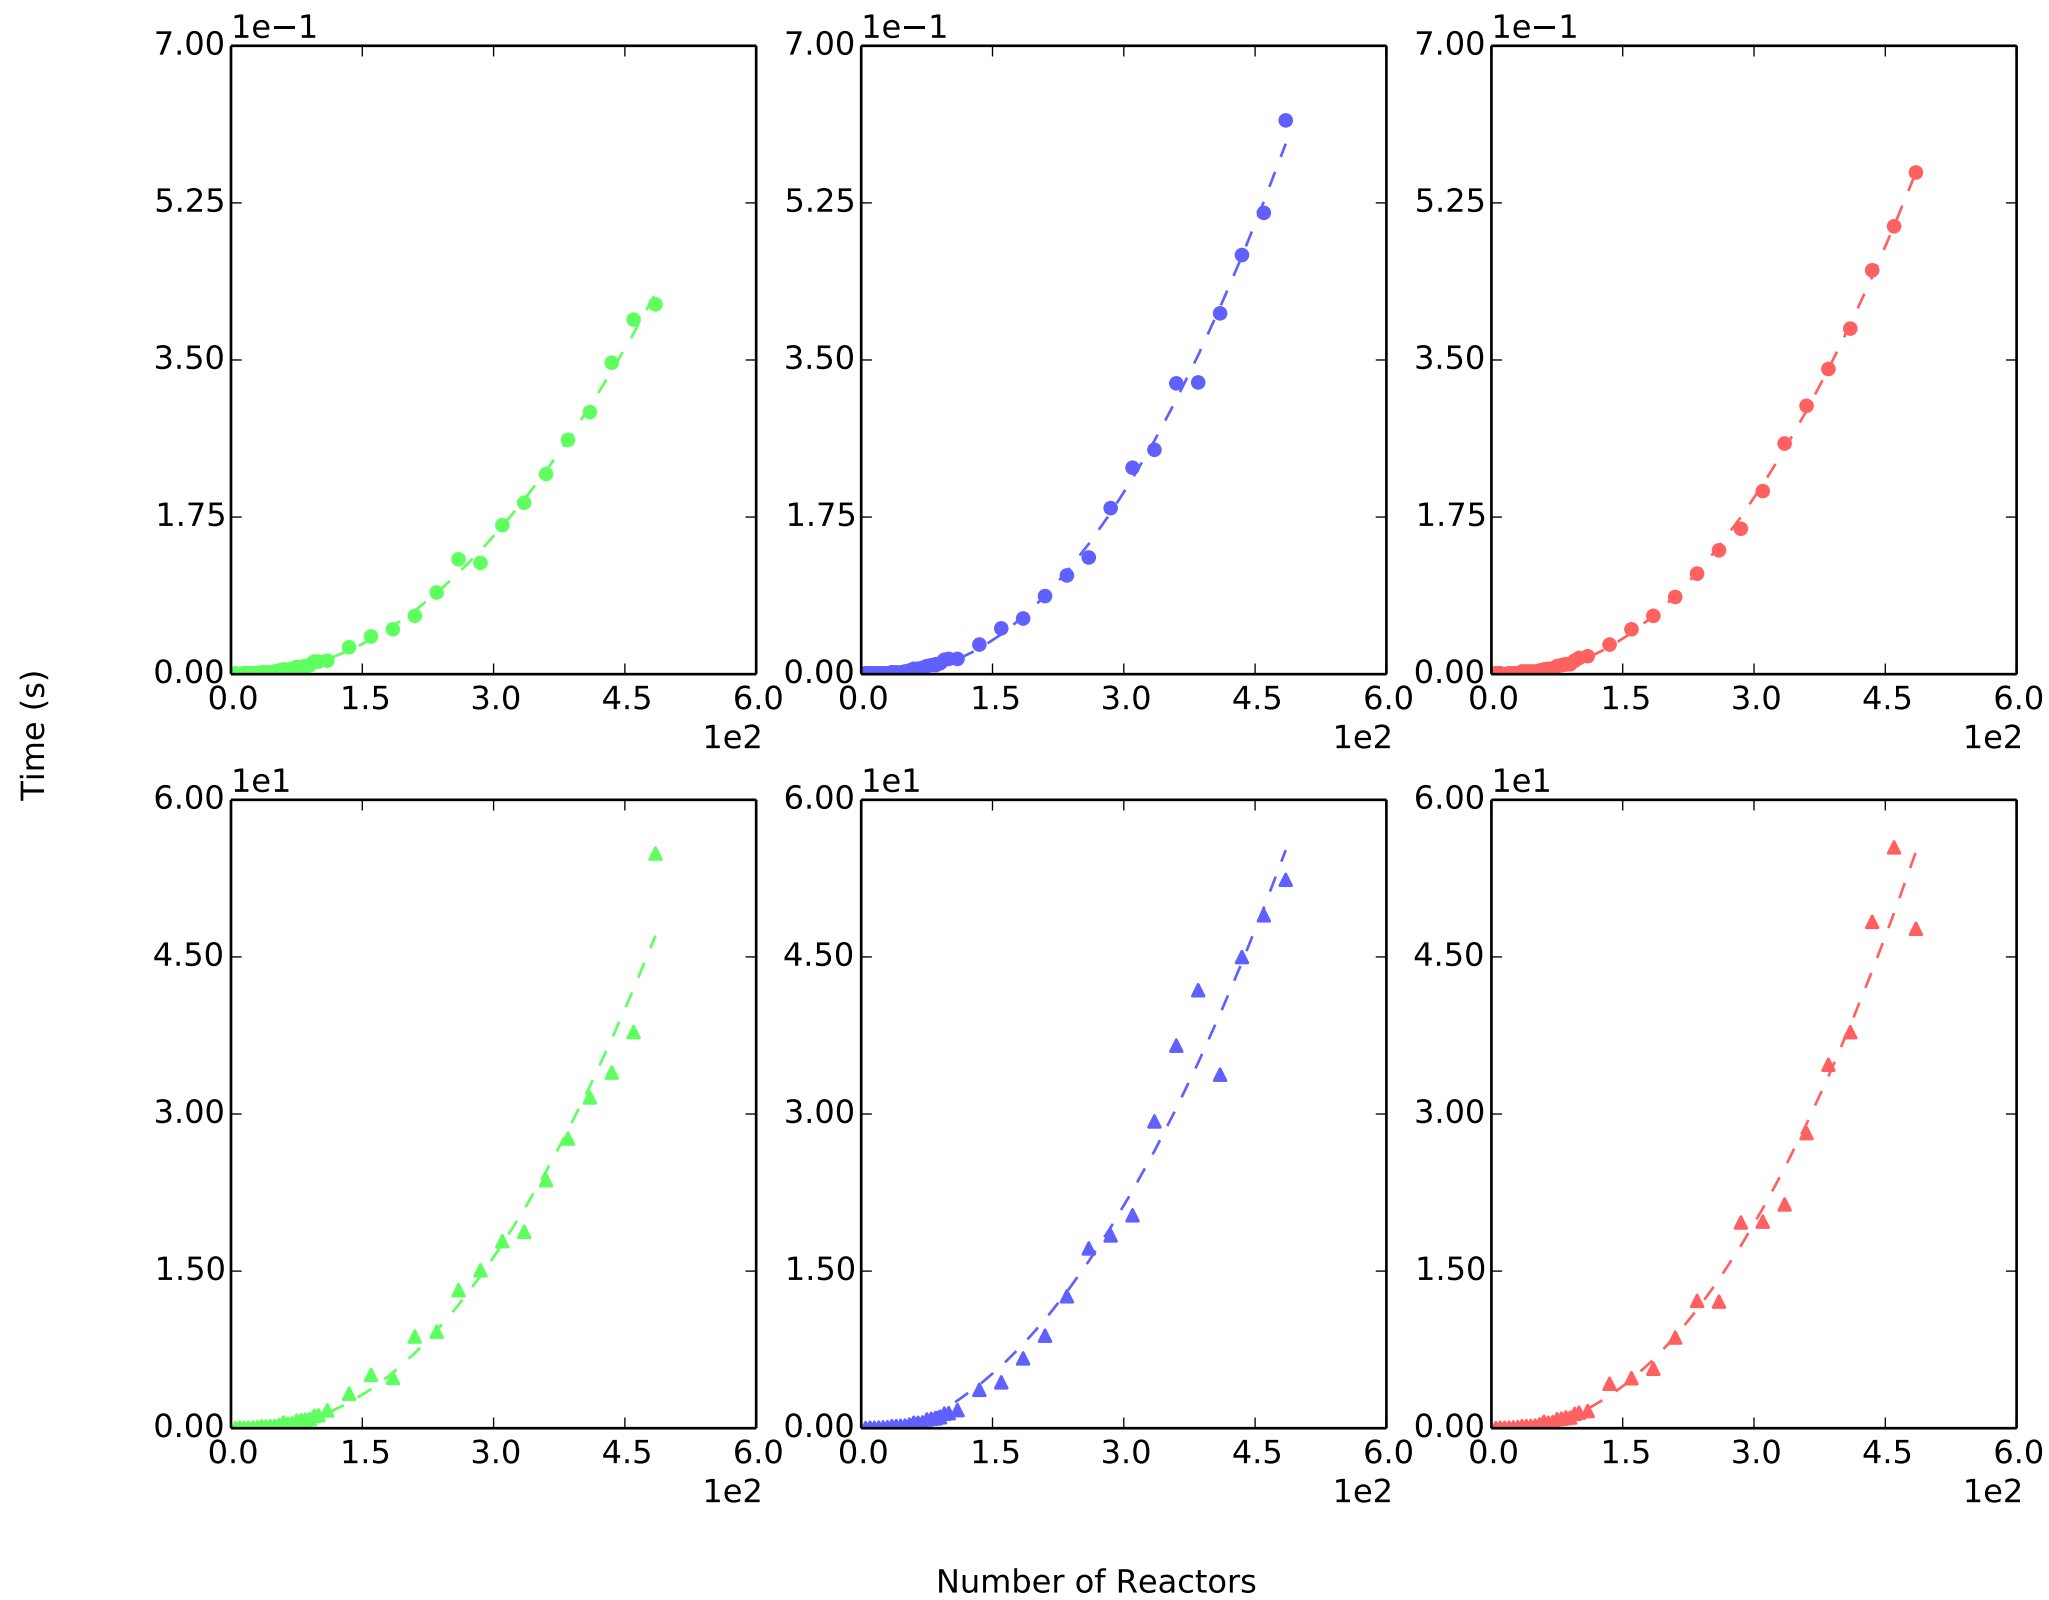 1e−1 1e−1 1e−1
7.00 7.00 7.00
5.25 5.25 5.25
3.50 3.50 3.50
1.75 1.75 1.75
0.00 0.00 0.00
0.0 1.5 3.0 4.5 6.0 0.0 1.5 3.0 4.5 6.0 0.0 1.5 3.0 4.5 6.0
1e2 1e2 1e2
Time (s)
1e1 1e1 1e1
6.00 6.00 6.00
4.50 4.50 4.50
3.00 3.00 3.00
1.50 1.50 1.50
0.00 0.00 0.00
0.0 1.5 3.0 4.5 6.0 0.0 1.5 3.0 4.5 6.0 0.0 1.5 3.0 4.5 6.0
1e2 1e2 1e2
Number of Reactors